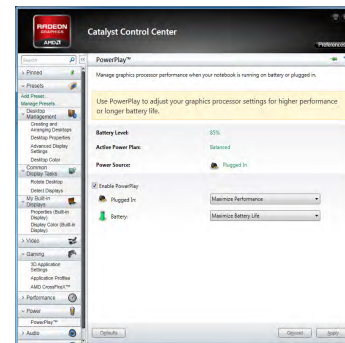 RADEON
GRAPHICS
AMD
Catalyst Control Center
Preferences
Search
PowerPlay™
Pinned
Presets
Add Preset...
Manage Presets...
Desktop
Management
Creating and
Arranging Desktops
Desktop Properties
Advanced Display
Settings
Desktop Color
Common
Display Tasks
Rotate Desktop
Detect Displays
My Built-in
Displays
Properties (Built-in
Display)
Display Color (Built-in
Display)
Video
Gaming
3D Application
Settings
Application Profiles
AMD CrossFireX™
Performance
Power
PowerPlay™
Audio
Manage graphics processor performance when your notebook is running on battery or plugged in.
Use PowerPlay to adjust your graphics processor settings for higher performance
or longer battery life.
Battery Level: 85%
Active Power Plan: Balanced
Power Source: Plugged In
Enable PowerPlay
Plugged In: Maximize Performance
Battery: Maximize Battery Life
Defaults
Discard
Apply